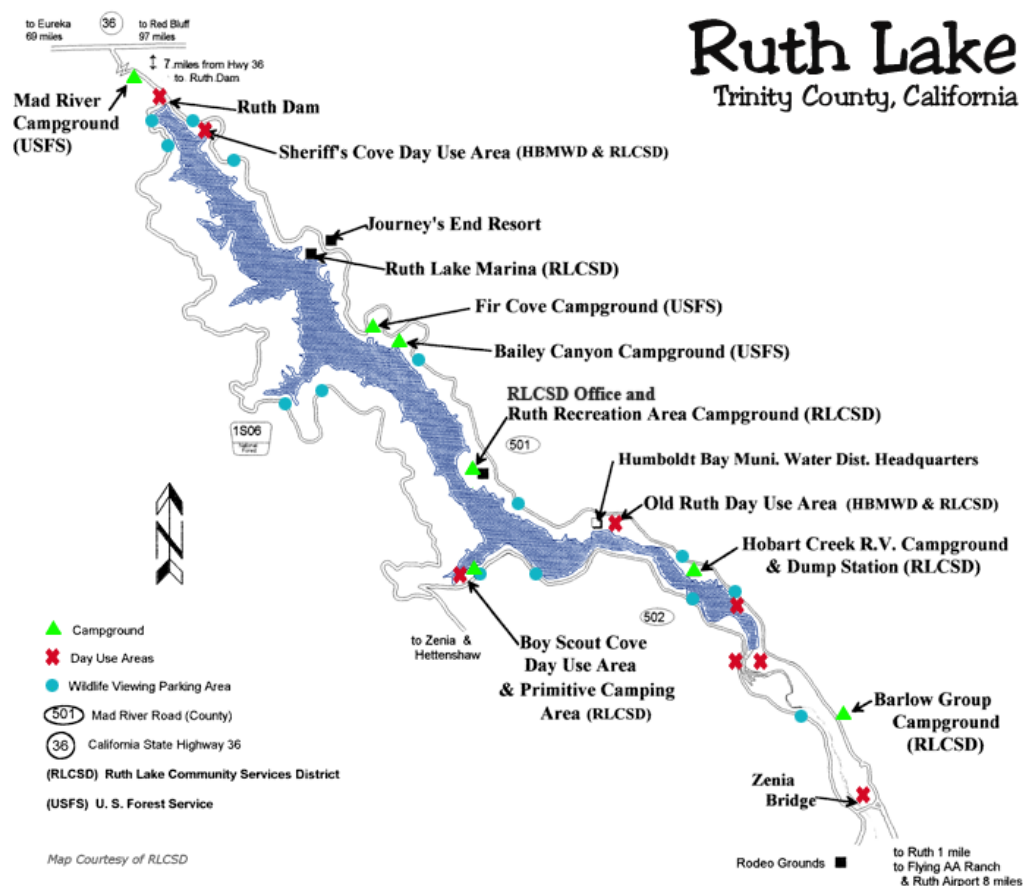 to Eureka
69 miles
36
to Red Bluff
97 miles
Ruth Lake
Trinity County, California
7 miles from Hwy 36
to Ruth Dam
Mad River
Campground
(USFS)
Ruth Dam
Sheriff's Cove Day Use Area (HBMWD & RLCSD)
Journey's End Resort
Ruth Lake Marina (RLCSD)
Fir Cove Campground (USFS)
Bailey Canyon Campground (USFS)
RLCSD Office and
Ruth Recreation Area Campground (RLCSD)
1S06
National
Forest
501
Humboldt Bay Muni. Water Dist. Headquarters
Old Ruth Day Use Area (HBMWD & RLCSD)
Hobart Creek R.V. Campground
& Dump Station (RLCSD)
N
502
to Zenia &
Hettenshaw
Boy Scout Cove
Day Use Area
& Primitive Camping
Area (RLCSD)
Campground
Day Use Areas
Wildlife Viewing Parking Area
501 Mad River Road (County)
36 California State Highway 36
(RLCSD) Ruth Lake Community Services District
(USFS) U. S. Forest Service
Barlow Group
Campground
(RLCSD)
Zenia
Bridge
Map Courtesy of RLCSD
Rodeo Grounds
to Ruth 1 mile
to Flying AA Ranch
& Ruth Airport 8 miles